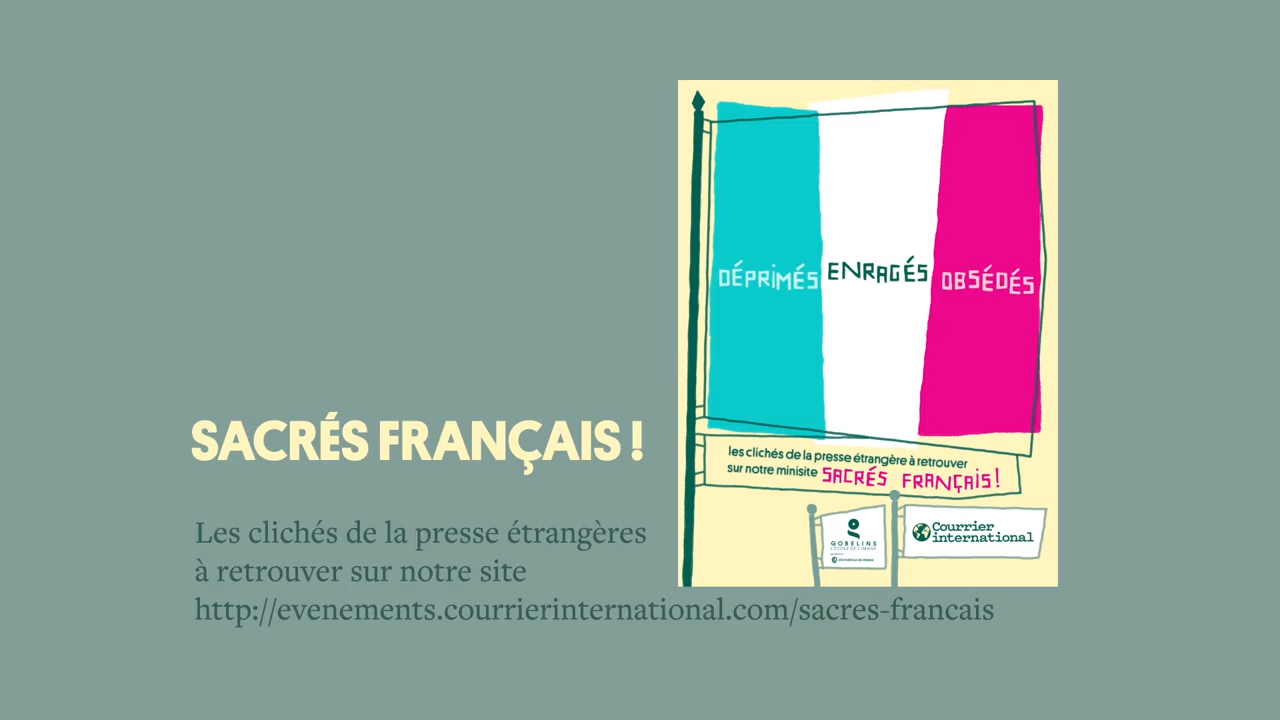 DÉPRIMÉS ENRAGÉS OBSÉDÉS
SACRÉS FRANÇAIS !
les clichés de la presse étrangère à retrouver
sur notre minisite SACRÉS FRANÇAIS!
GOBELINS
L'ÉCOLE DE L'IMAGE
Courrier
international
Les clichés de la presse étrangères
à retrouver sur notre site
http://evenements.courrierinternational.com/sacres-francais